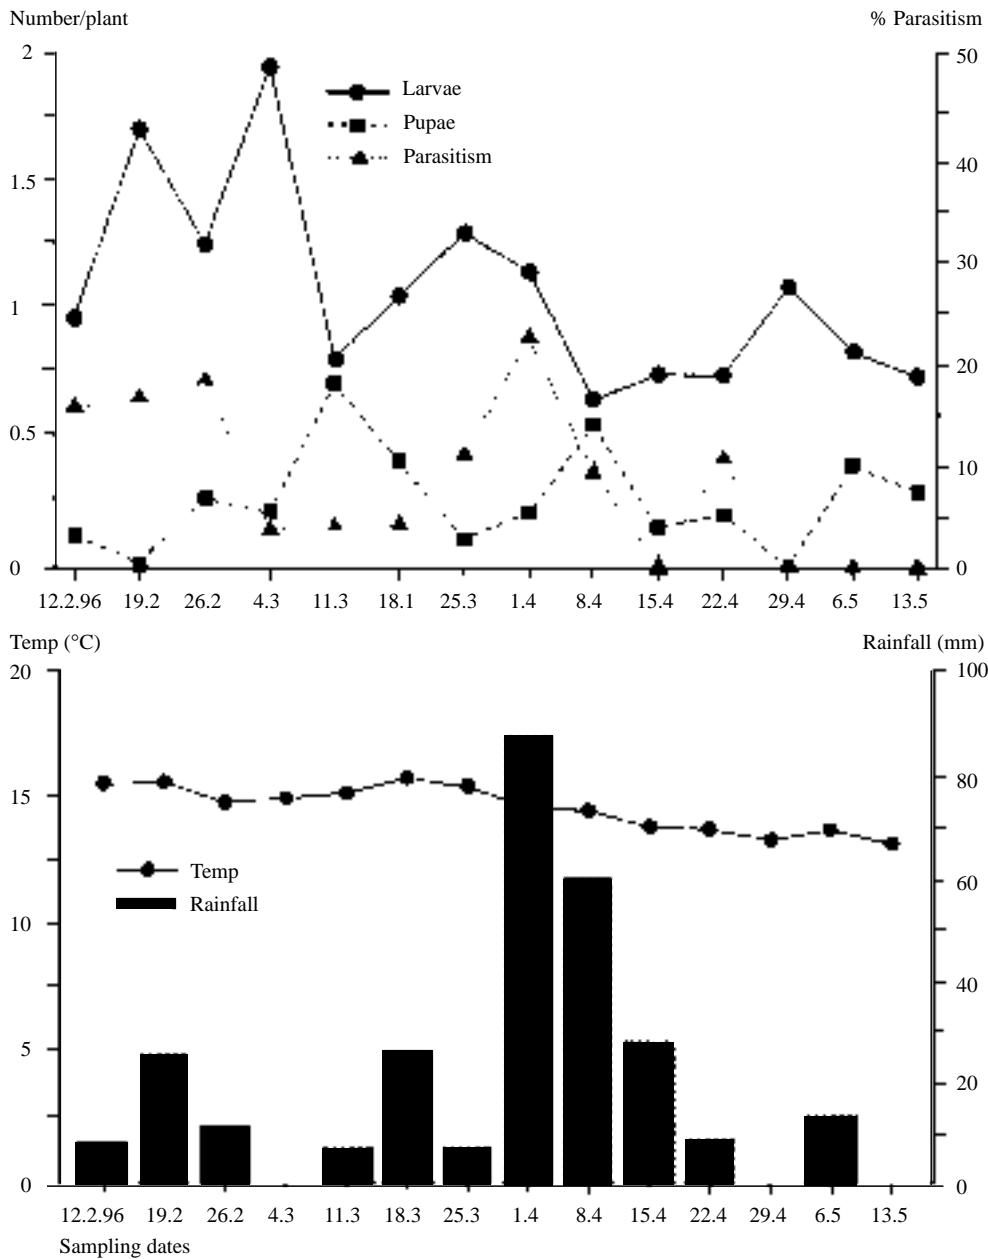 Number/plant % Parasitism
2 50
Larvae
Pupae
Parasitism
40
1.5
30
1
20
0.5
10
0 0
12.2.96 19.2 26.2 4.3 11.3 18.1 25.3 1.4 8.4 15.4 22.4 29.4 6.5 13.5
Temp (°C) Rainfall (mm)
20 100
15 80
Temp
Rainfall
60
10
40
5
20
0 0
12.2.96 19.2 26.2 4.3 11.3 18.3 25.3 1.4 8.4 15.4 22.4 29.4 6.5 13.5
Sampling dates